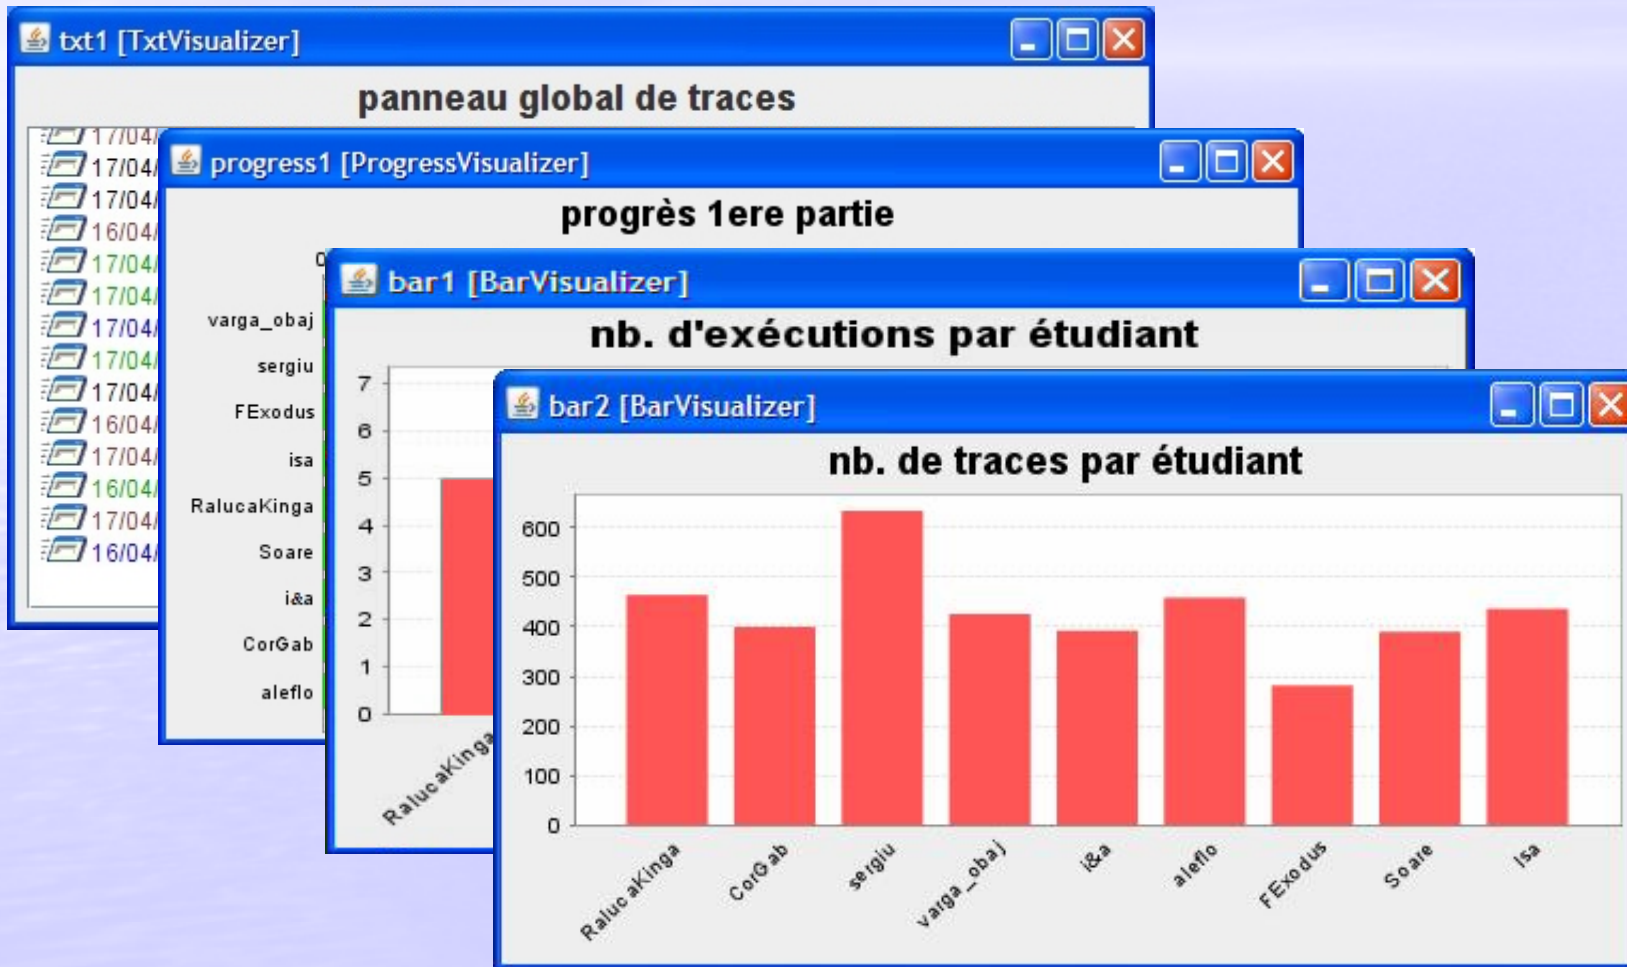 txt1 [TxtVisualizer]
panneau global de traces
17/04/
17/04/
17/04/
16/04/
17/04/
17/04/
17/04/
17/04/
17/04/
16/04/
17/04/
16/04/
17/04/
16/04/
progress1 [ProgressVisualizer]
progrès 1ere partie
0
varga_obaj
sergiu
FExodus
isa
RalucaKinga
Soare
i&a
CorGab
aleflo
bar1 [BarVisualizer]
nb. d'exécutions par étudiant
7
6
5
4
3
2
1
0
RalucaKinga
bar2 [BarVisualizer]
nb. de traces par étudiant
600
500
400
300
200
100
0
RalucaKinga
CorGab
sergiu
varga_obaj
i&a
aleflo
FExodus
Soare
Isa